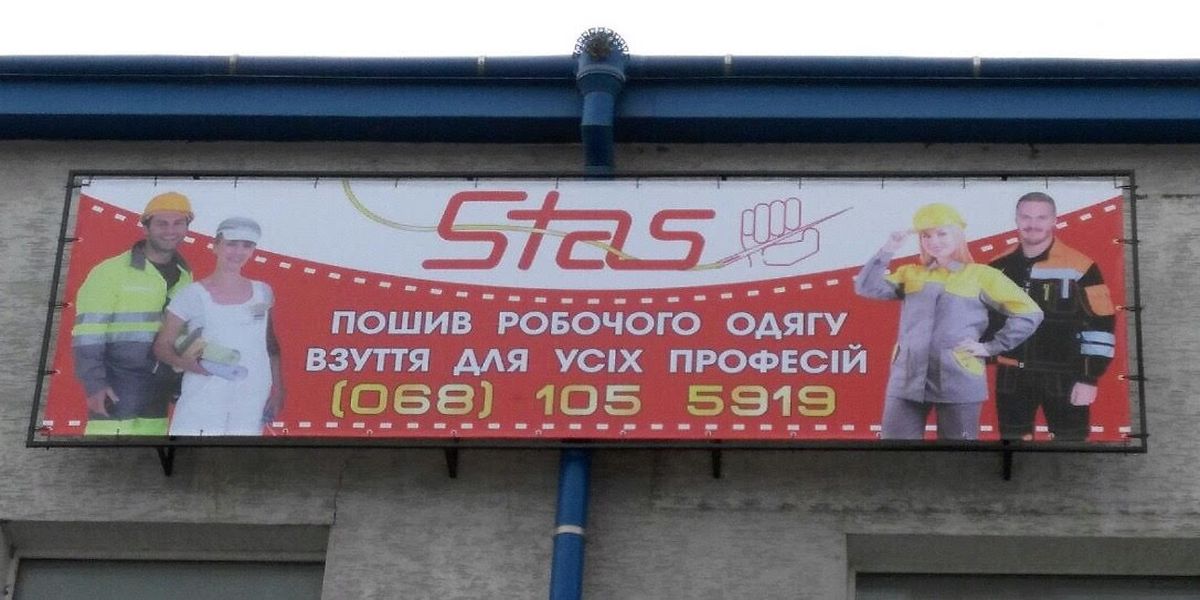 Stas
ПОШИВ РОБОЧОГО ОДЯГУ
ВЗУТТЯ ДЛЯ УСІХ ПРОФЕСІЙ
(068) 105 5919